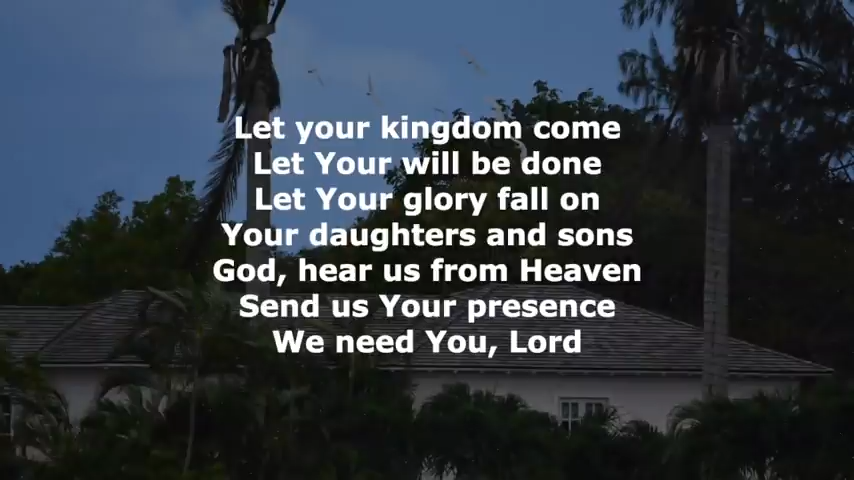 Let your kingdom come
Let Your will be done
Let Your glory fall on
Your daughters and sons
God, hear us from Heaven
Send us Your presence
We need You, Lord